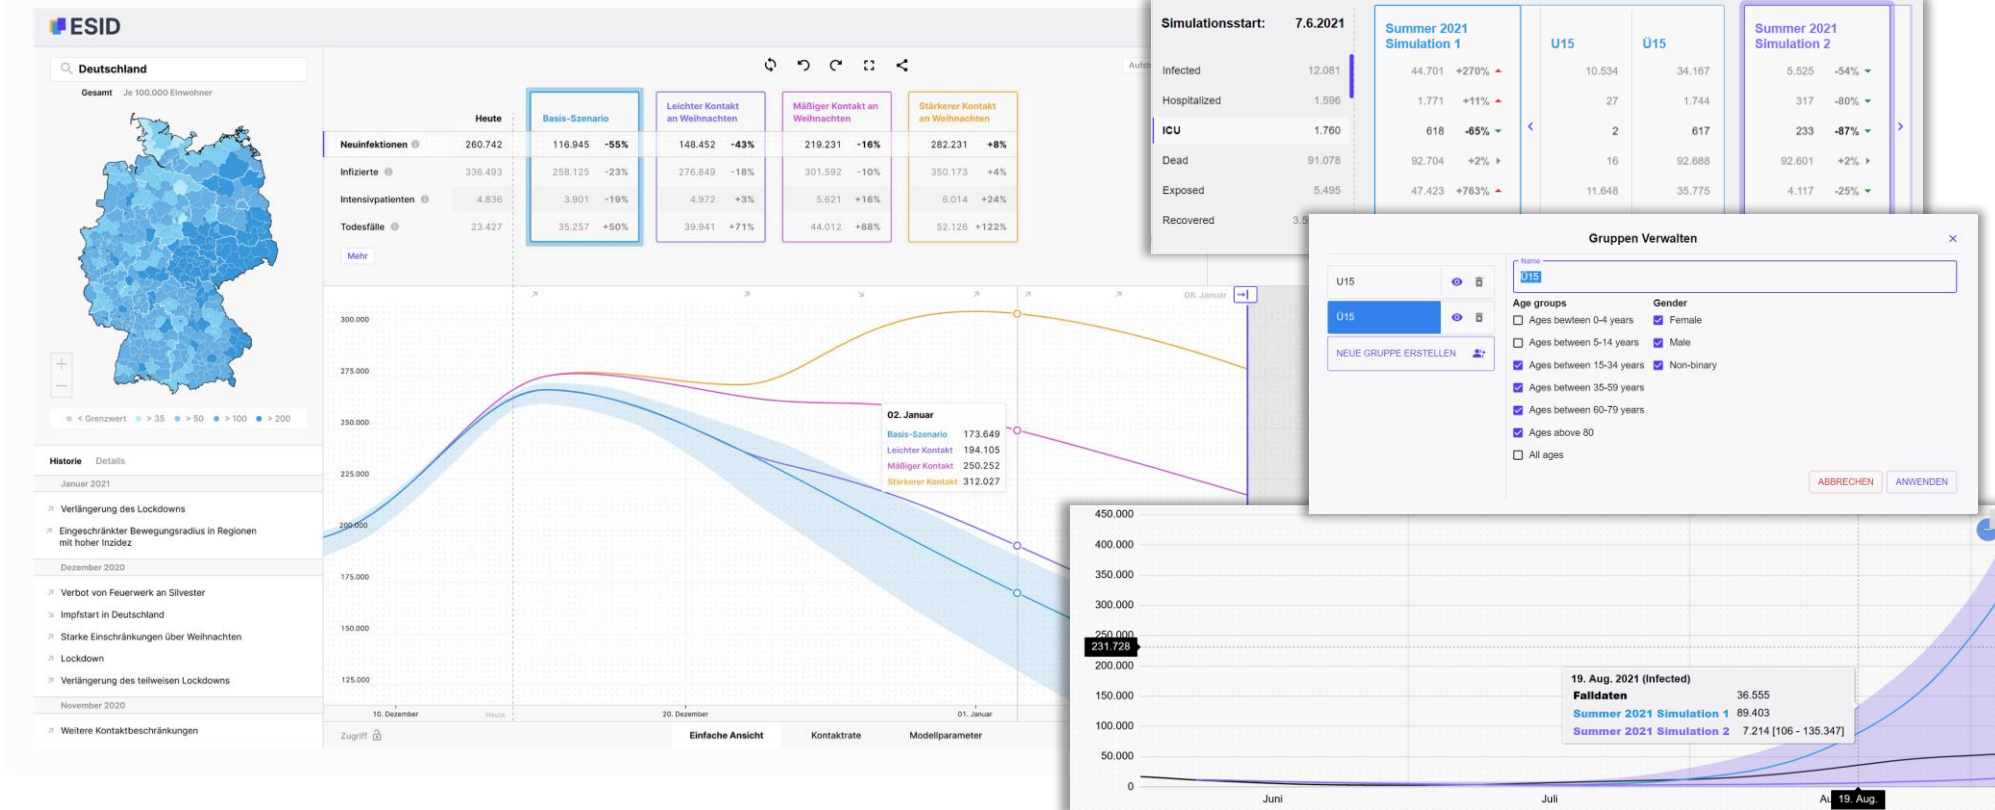 ESID
Deutschland
Gesamt Je 100.000 Einwohner
< Grenzwert > 35 > 50 > 100 > 200
Historie Details
Januar 2021
Verlängerung des Lockdowns
Eingeschränkter Bewegungsradius in Regionen
mit hoher Inzidez
Dezember 2020
Verbot von Feuerwerk an Silvester
Impfstart in Deutschland
Starke Einschränkungen über Weihnachten
Lockdown
Verlängerung des teilweisen Lockdowns
November 2020
Weitere Kontaktbeschränkungen
Heute
Basis-Szenario
Leichter Kontakt
an Weihnachten
Mäßiger Kontakt an
Weihnachten
Stärkerer Kontakt
an Weihnachten
Neuinfektionen 260.742 116.945 -55% 148.452 -43% 219.231 -16% 282.231 +8%
Infizierte 336.493 258.125 -23% 276.849 -18% 301.592 -10% 350.173 +4%
Intensivpatienten 4.836 3.901 -19% 4.972 +3% 5.621 +16% 6.014 +24%
Todesfälle 23.427 35.257 +50% 39.941 +71% 44.012 +88% 52.126 +122%
Mehr
08. Januar
300.000
275.000
250.000
225.000
200.000
175.000
150.000
125.000
02. Januar
Basis-Szenario 173.649
Leichter Kontakt 194.105
Mäßiger Kontakt 250.252
Stärkerer Kontakt 312.027
10. Dezember Heute 20. Dezember 01. Januar
Zugriff Einfache Ansicht Kontaktrate Modellparameter
Simulationsstart: 7.6.2021
Summer 2021
Simulation 1
U15 Ü15
Summer 2021
Simulation 2
Infected 12.081 44.701 +270% 10.534 34.167 5.525 -54%
Hospitalized 1.596 1.771 +11% 27 1.744 317 -80%
ICU 1.760 618 -65% 2 617 233 -87%
Dead 91.078 92.704 +2% 16 92.688 92.601 +2%
Exposed 5.495 47.423 +763% 11.648 35.775 4.117 -25%
Recovered
Gruppen Verwalten
U15
Ü15
NEUE GRUPPE ERSTELLEN
Name
Ü15
Age groups Gender
Ages bewteen 0-4 years Female
Ages between 5-14 years Male
Ages between 15-34 years Non-binary
Ages between 35-59 years
Ages between 60-79 years
Ages above 80
All ages
ABBRECHEN ANWENDEN
450.000
400.000
350.000
300.000
250.000
231.728
200.000
150.000
100.000
50.000
0
19. Aug. 2021 (Infected)
Falldaten 36.555
Summer 2021 Simulation 1 89.403
Summer 2021 Simulation 2 7.214 [106 - 135.347]
Juni Juli 19. Aug.